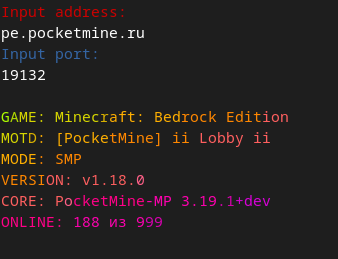 Input address:
pe.pocketmine.ru
Input port:
19132
GAME: Minecraft: Bedrock Edition
MOTD: [PocketMine] ii Lobby ii
MODE: SMP
VERSION: v1.18.0
CORE: PocketMine-MP 3.19.1+dev
ONLINE: 188 из 999